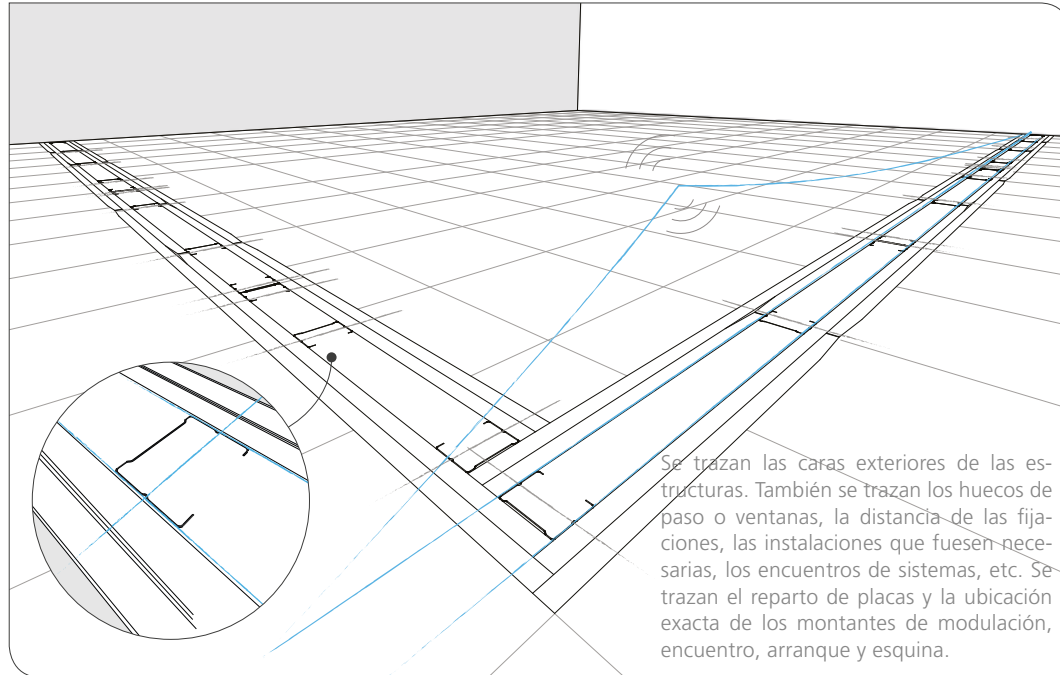 Se trazan las caras exteriores de las es-
tructuras. También se trazan los huecos de
paso o ventanas, la distancia de las fija-
ciones, las instalaciones que fuesen nece-
sarias, los encuentros de sistemas, etc. Se
trazan el reparto de placas y la ubicación
exacta de los montantes de modulación,
encuentro, arranque y esquina.